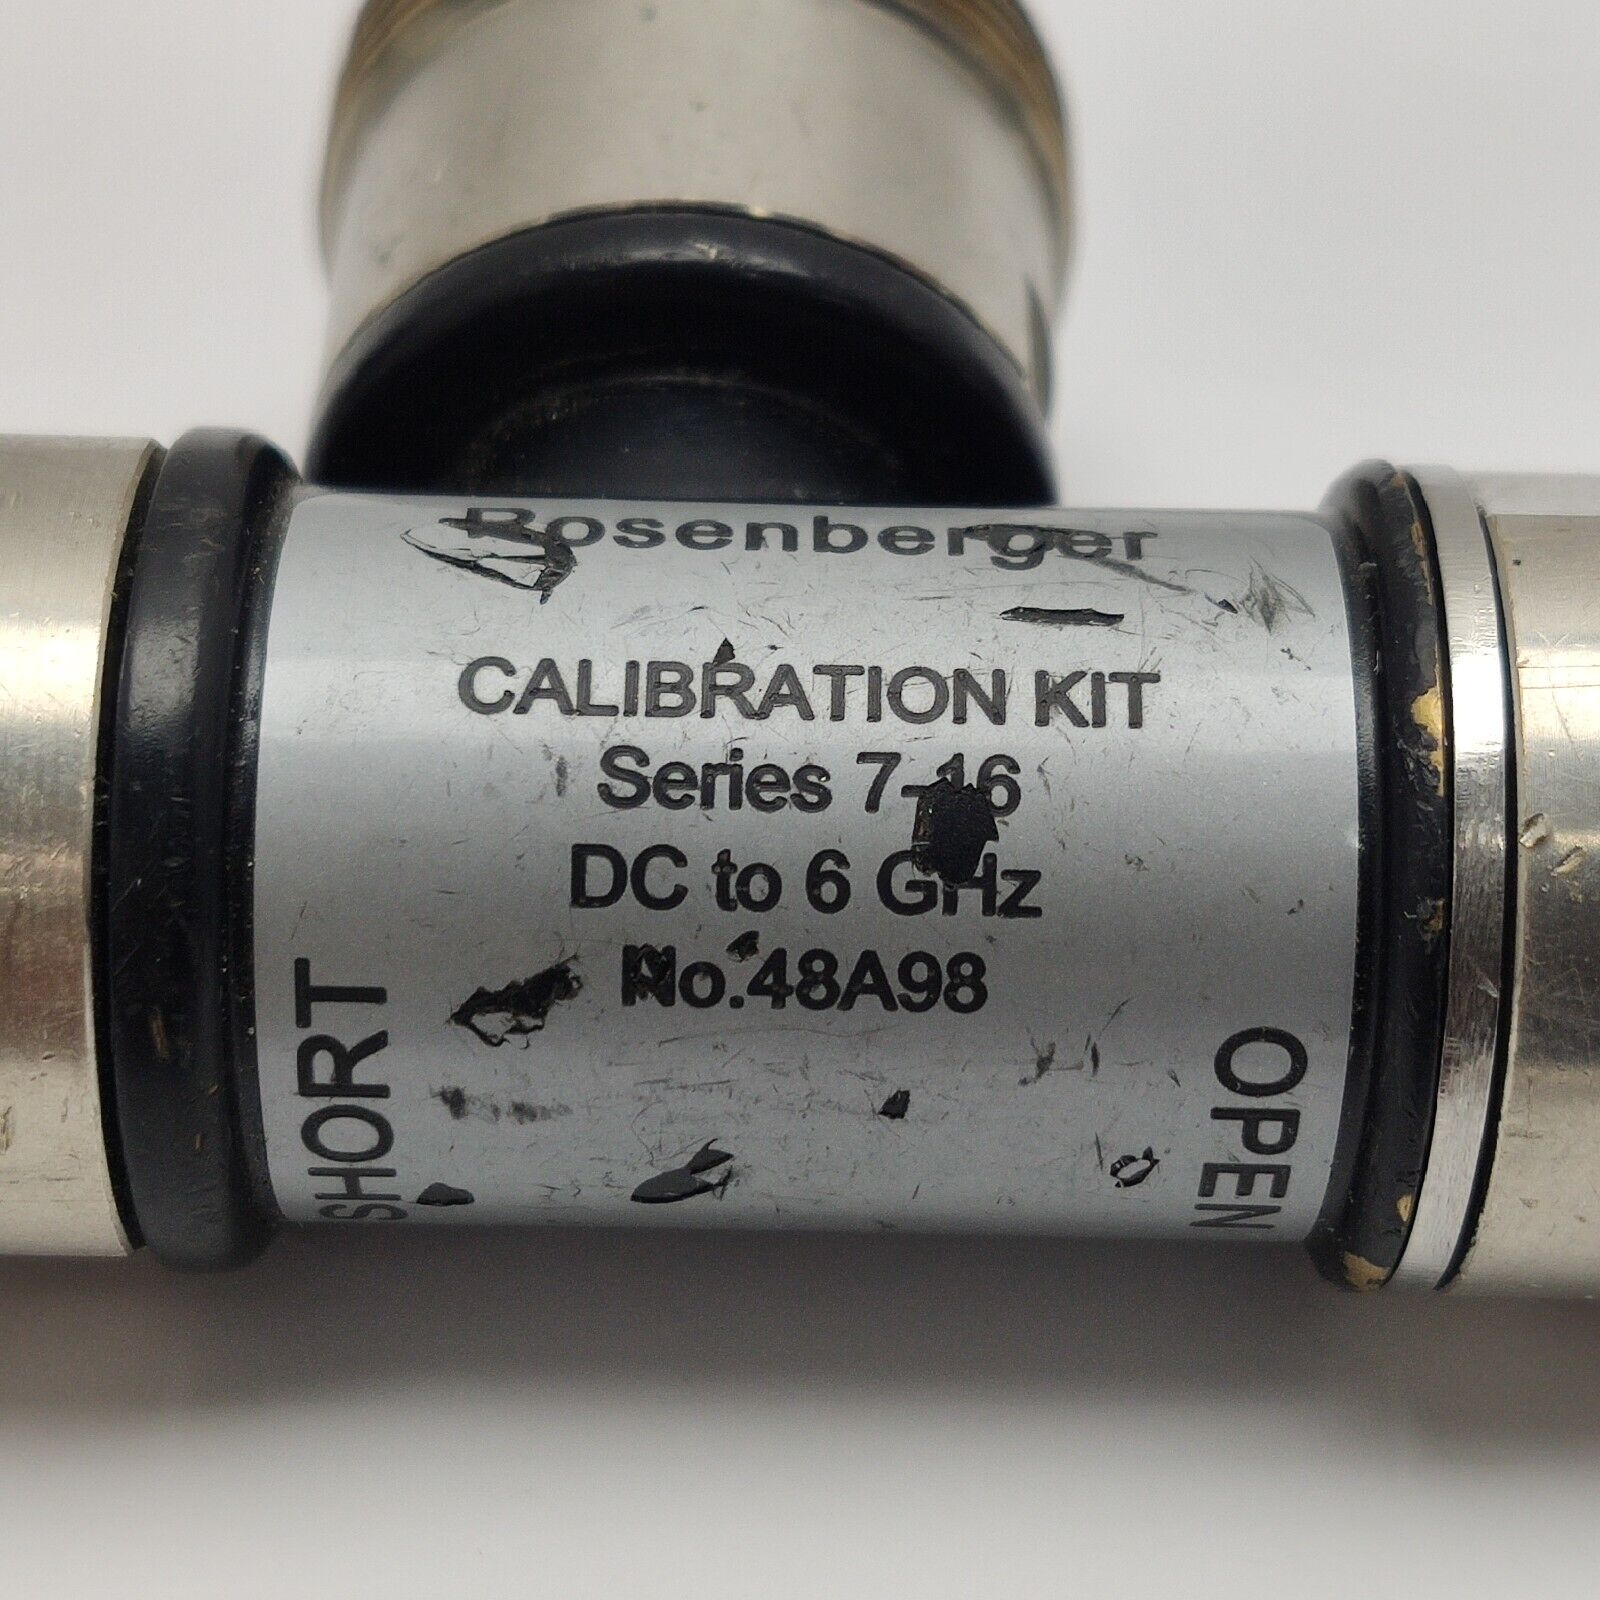 Rosenberger
CALIBRATION KIT
Series 7-16
DC to 6 GHz
No.48A98
SHORT
OPEN